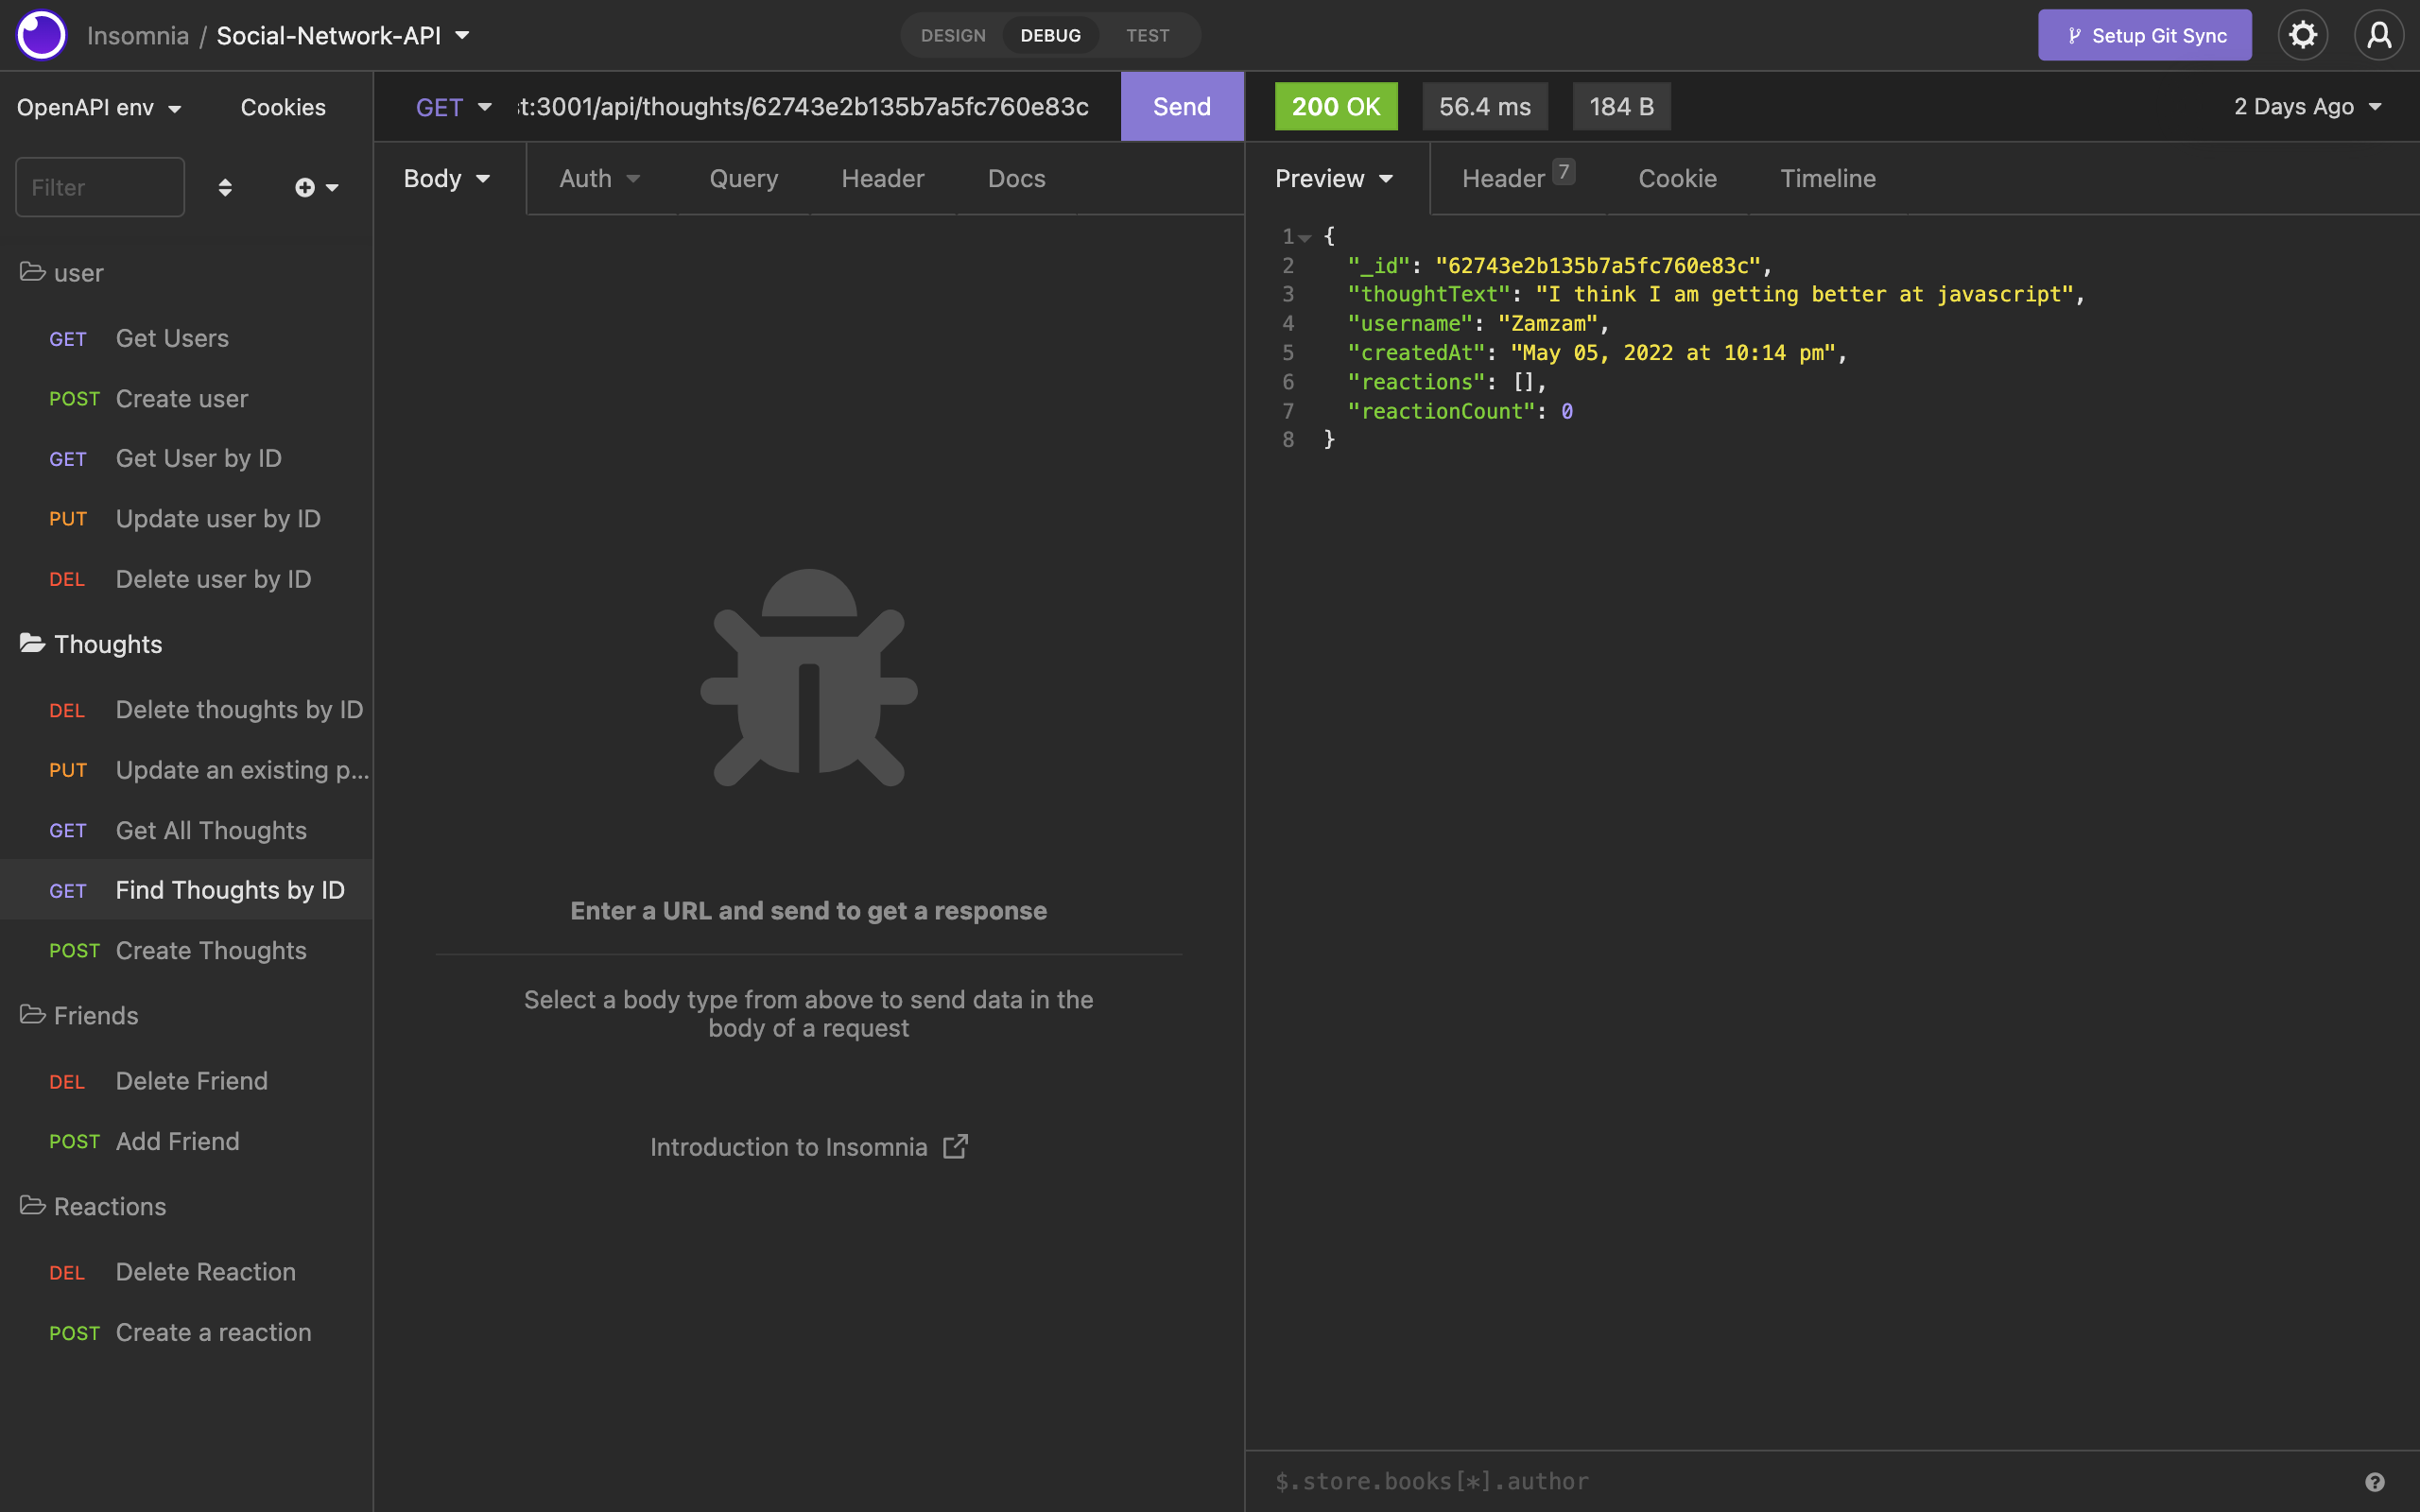 Insomnia / Social-Network-API
DESIGN DEBUG TEST
Setup Git Sync
OpenAPI env Cookies
Filter
user
GET Get Users
POST Create user
GET Get User by ID
PUT Update user by ID
DEL Delete user by ID
Thoughts
DEL Delete thoughts by ID
PUT Update an existing p...
GET Get All Thoughts
GET Find Thoughts by ID
POST Create Thoughts
Friends
DEL Delete Friend
POST Add Friend
Reactions
DEL Delete Reaction
POST Create a reaction
GET t:3001/api/thoughts/62743e2b135b7a5fc760e83c Send
Body Auth Query Header Docs
Enter a URL and send to get a response
Select a body type from above to send data in the
body of a request
Introduction to Insomnia
200 OK 56.4 ms 184 B 2 Days Ago
Preview Header 7 Cookie Timeline
1 {
2 "_id": "62743e2b135b7a5fc760e83c",
3 "thoughtText": "I think I am getting better at javascript",
4 "username": "Zamzam",
5 "createdAt": "May 05, 2022 at 10:14 pm",
6 "reactions": [],
7 "reactionCount": 0
8 }
$.store.books[*].author